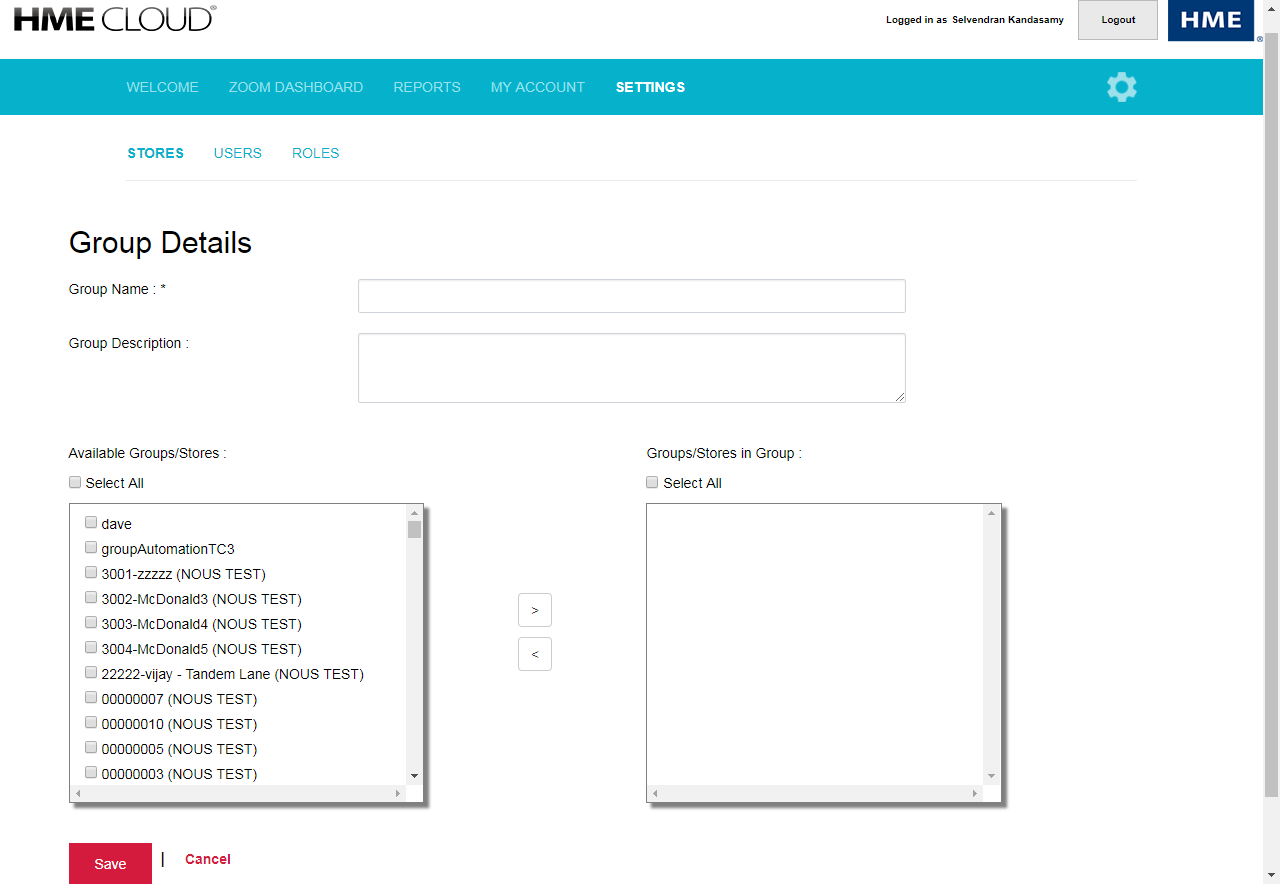 HME CLOUD®
Logged in as Selvendran Kandasamy
Logout
HME®
WELCOME ZOOM DASHBOARD REPORTS MY ACCOUNT SETTINGS
STORES USERS ROLES
Group Details
Group Name : *
Group Description :
Available Groups/Stores :
Select All
dave
groupAutomationTC3
3001-zzzzz (NOUS TEST)
3002-McDonald3 (NOUS TEST)
3003-McDonald4 (NOUS TEST)
3004-McDonald5 (NOUS TEST)
22222-vijay - Tandem Lane (NOUS TEST)
00000007 (NOUS TEST)
00000010 (NOUS TEST)
00000005 (NOUS TEST)
00000003 (NOUS TEST)
>
<
Groups/Stores in Group :
Select All
Save | Cancel